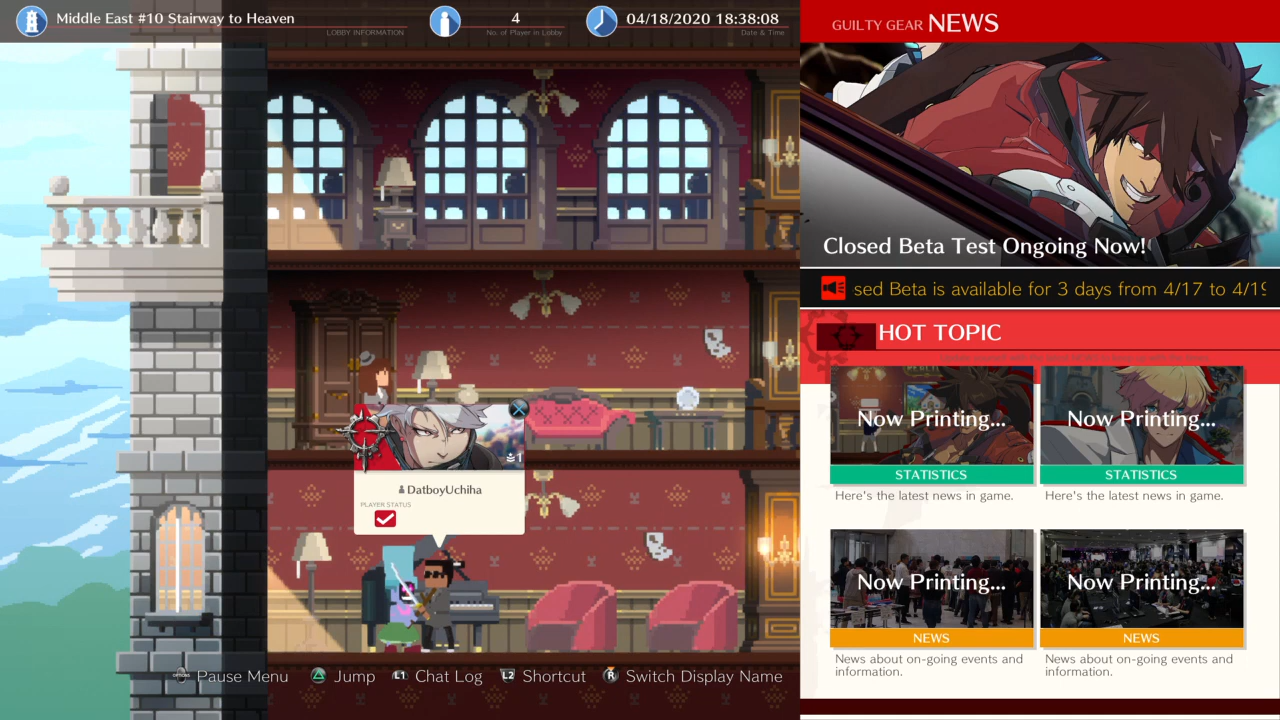 Middle East #10 Stairway to Heaven
LOBBY INFORMATION
4
No. of Player in Lobby
04/18/2020 18:38:08
Date & Time
GUILTY GEAR NEWS
Closed Beta Test Ongoing Now!
sed Beta is available for 3 days from 4/17 to 4/19
HOT TOPIC
Now Printing...
STATISTICS
Here's the latest news in game.
Now Printing...
STATISTICS
Here's the latest news in game.
Now Printing...
NEWS
News about on-going events and
information.
Now Printing...
NEWS
News about on-going events and
information.
1
DatboyUchiha
PLAYER STATUS
OPTIONS Pause Menu
Jump
L1 Chat Log
L2 Shortcut
R Switch Display Name